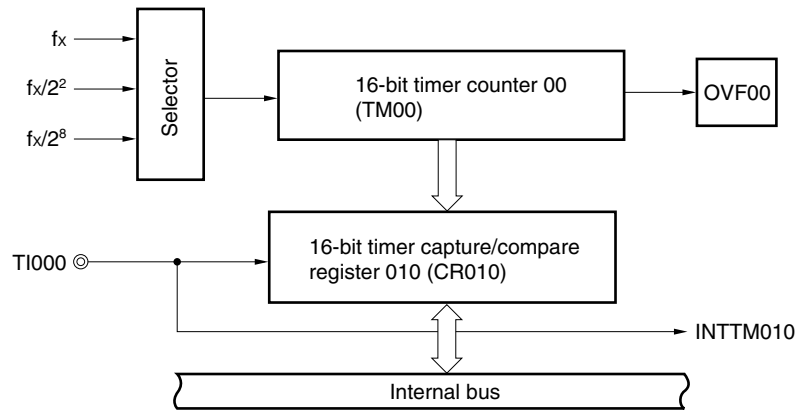 fx
fx/2²
fx/2⁸
Selector
16-bit timer counter 00
(TM00)
OVF00
16-bit timer capture/compare
register 010 (CR010)
TI000
INTTM010
Internal bus